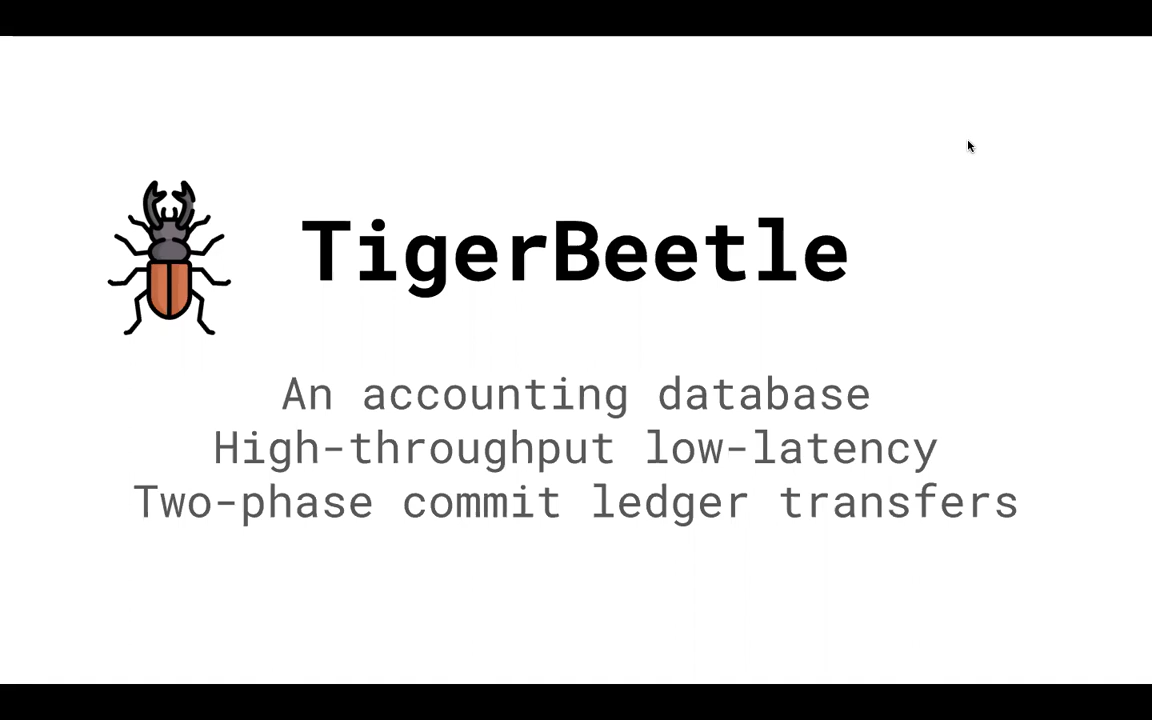 TigerBeetle
An accounting database
High-throughput low-latency
Two-phase commit ledger transfers